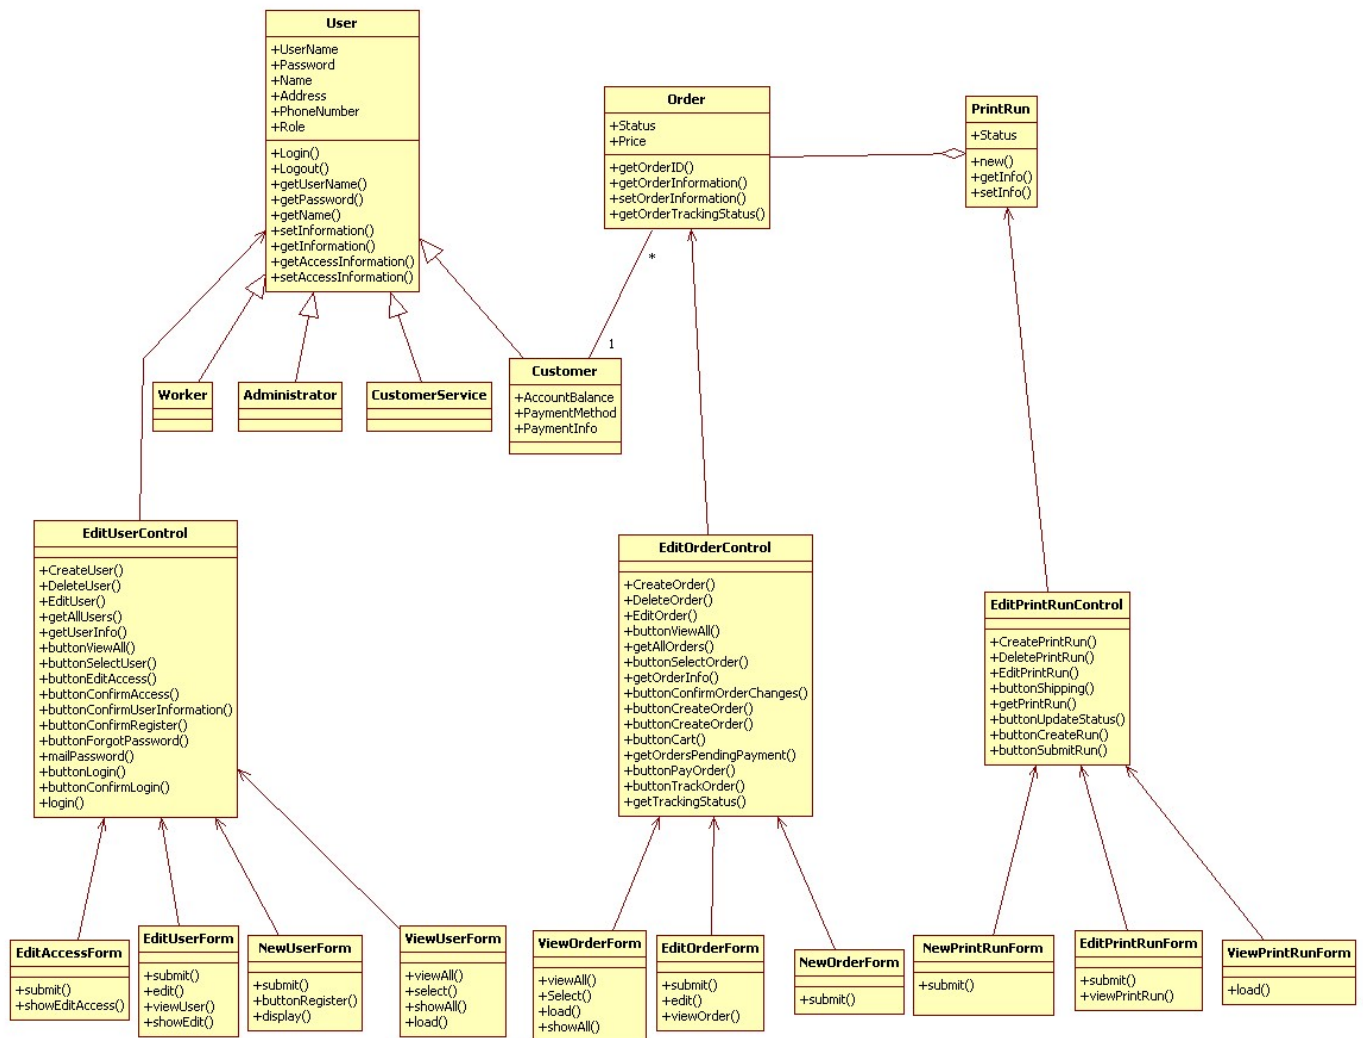 User
+UserName
+Password
+Name
+Address
+PhoneNumber
+Role
+Login()
+Logout()
+getUserName()
+getPassword()
+getName()
+setInformation()
+getInformation()
+getAccessInformation()
+setAccessInformation()
Order
+Status
+Price
+getOrderID()
+getOrderInformation()
+setOrderInformation()
+getOrderTrackingStatus()
PrintRun
+Status
+new()
+getInfo()
+setInfo()
*
1
Worker
Administrator
CustomerService
Customer
+AccountBalance
+PaymentMethod
+PaymentInfo
EditUserControl
+CreateUser()
+DeleteUser()
+EditUser()
+getAllUsers()
+getUserInfo()
+buttonViewAll()
+buttonSelectUser()
+buttonEditAccess()
+buttonConfirmAccess()
+buttonConfirmUserInformation()
+buttonConfirmRegister()
+buttonForgotPassword()
+mailPassword()
+buttonLogin()
+buttonConfirmLogin()
+login()
EditOrderControl
+CreateOrder()
+DeleteOrder()
+EditOrder()
+buttonViewAll()
+getAllOrders()
+buttonSelectOrder()
+getOrderInfo()
+buttonConfirmOrderChanges()
+buttonCreateOrder()
+buttonCreateOrder()
+buttonCart()
+getOrdersPendingPayment()
+buttonPayOrder()
+buttonTrackOrder()
+getTrackingStatus()
EditPrintRunControl
+CreatePrintRun()
+DeletePrintRun()
+EditPrintRun()
+buttonShipping()
+getPrintRun()
+buttonUpdateStatus()
+buttonCreateRun()
+buttonSubmitRun()
EditAccessForm
+submit()
+showEditAccess()
EditUserForm
+submit()
+edit()
+viewUser()
+showEdit()
NewUserForm
+submit()
+buttonRegister()
+display()
ViewUserForm
+viewAll()
+select()
+showAll()
+load()
ViewOrderForm
+viewAll()
+Select()
+load()
+showAll()
EditOrderForm
+submit()
+edit()
+viewOrder()
NewOrderForm
+submit()
NewPrintRunForm
+submit()
EditPrintRunForm
+submit()
+viewPrintRun()
ViewPrintRunForm
+load()